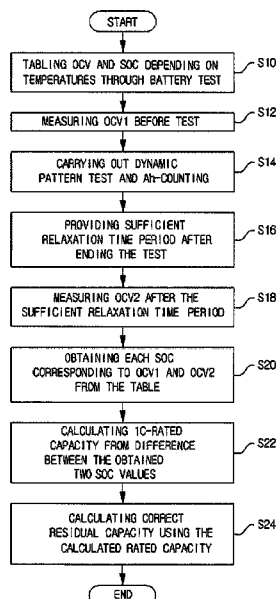 START
TABLING OCV AND SOC DEPENDING ON
TEMPERATURES THROUGH BATTERY TEST
S10
MEASURING OCV1 BEFORE TEST
S12
CARRYING OUT DYNAMIC
PATTERN TEST AND Ah-COUNTING
S14
PROVIDING SUFFICIENT
RELAXATION TIME PERIOD AFTER
ENDING THE TEST
S16
MEASURING OCV2 AFTER THE
SUFFICIENT RELAXATION TIME PERIOD
S18
OBTAINING EACH SOC
CORRESPONDING TO OCV1 AND OCV2
FROM THE TABLE
S20
CALCULATING 1C-RATED
CAPACITY FROM DIFFERENCE
BETWEEN THE OBTAINED
TWO SOC VALUES
S22
CALCULATING CORRECT
RESIDUAL CAPACITY USING THE
CALCULATED RATED CAPACITY
S24
END